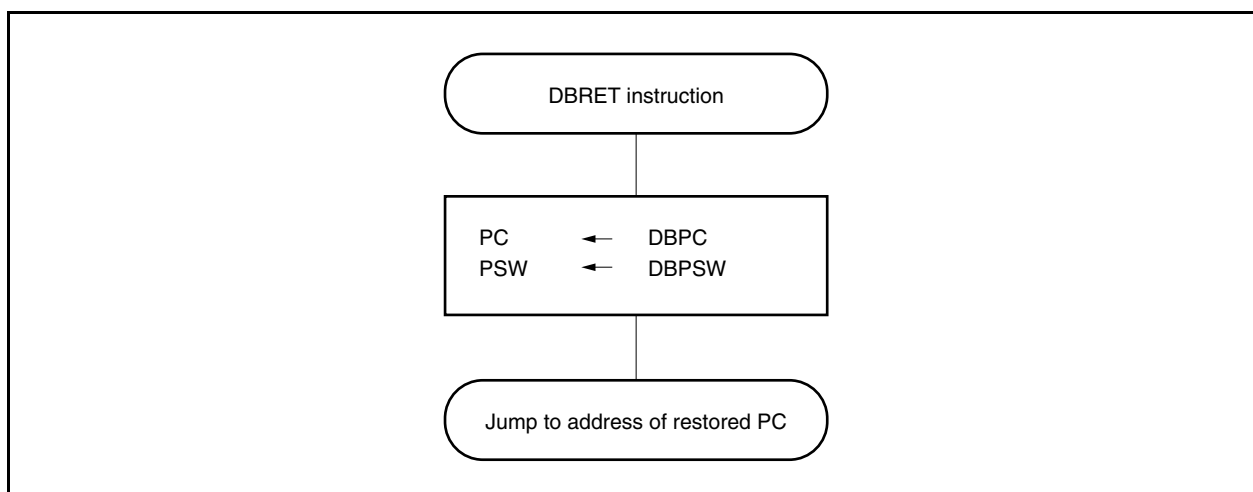 DBRET instruction
PC ← DBPC
PSW ← DBPSW
Jump to address of restored PC